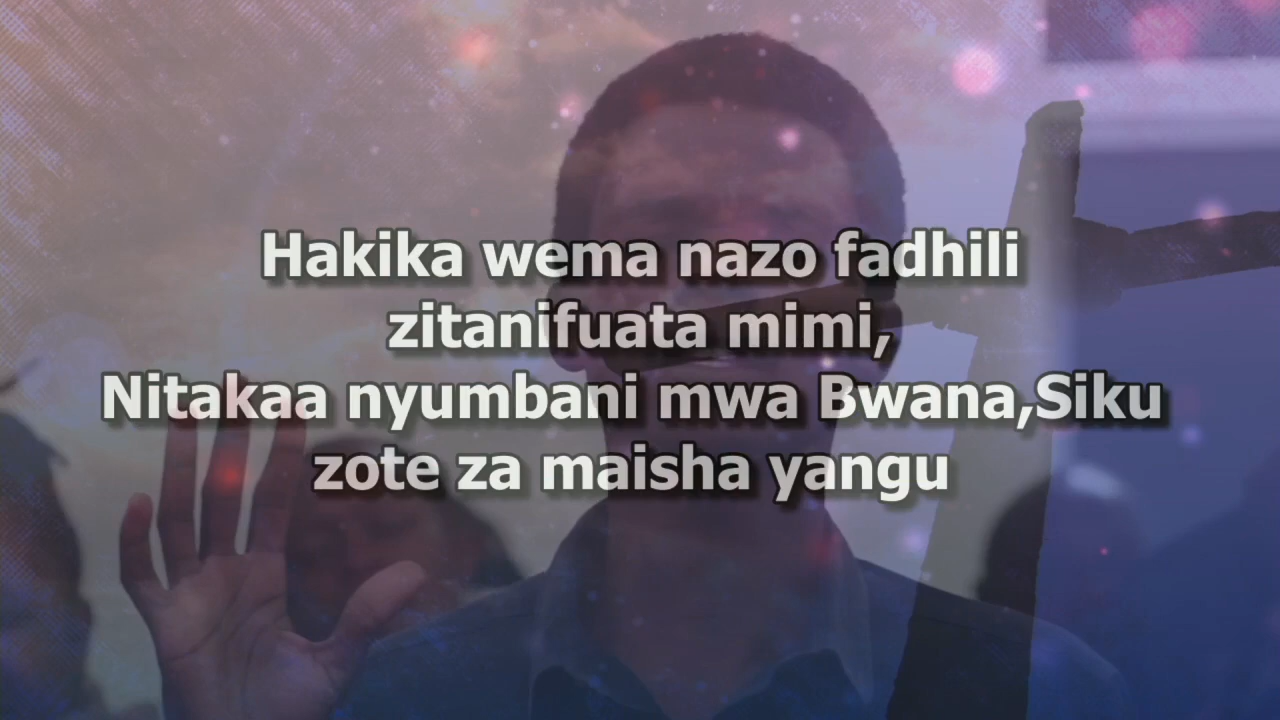 Hakika wema nazo fadhili
zitanifuata mimi,
Nitakaa nyumbani mwa Bwana,Siku
zote za maisha yangu